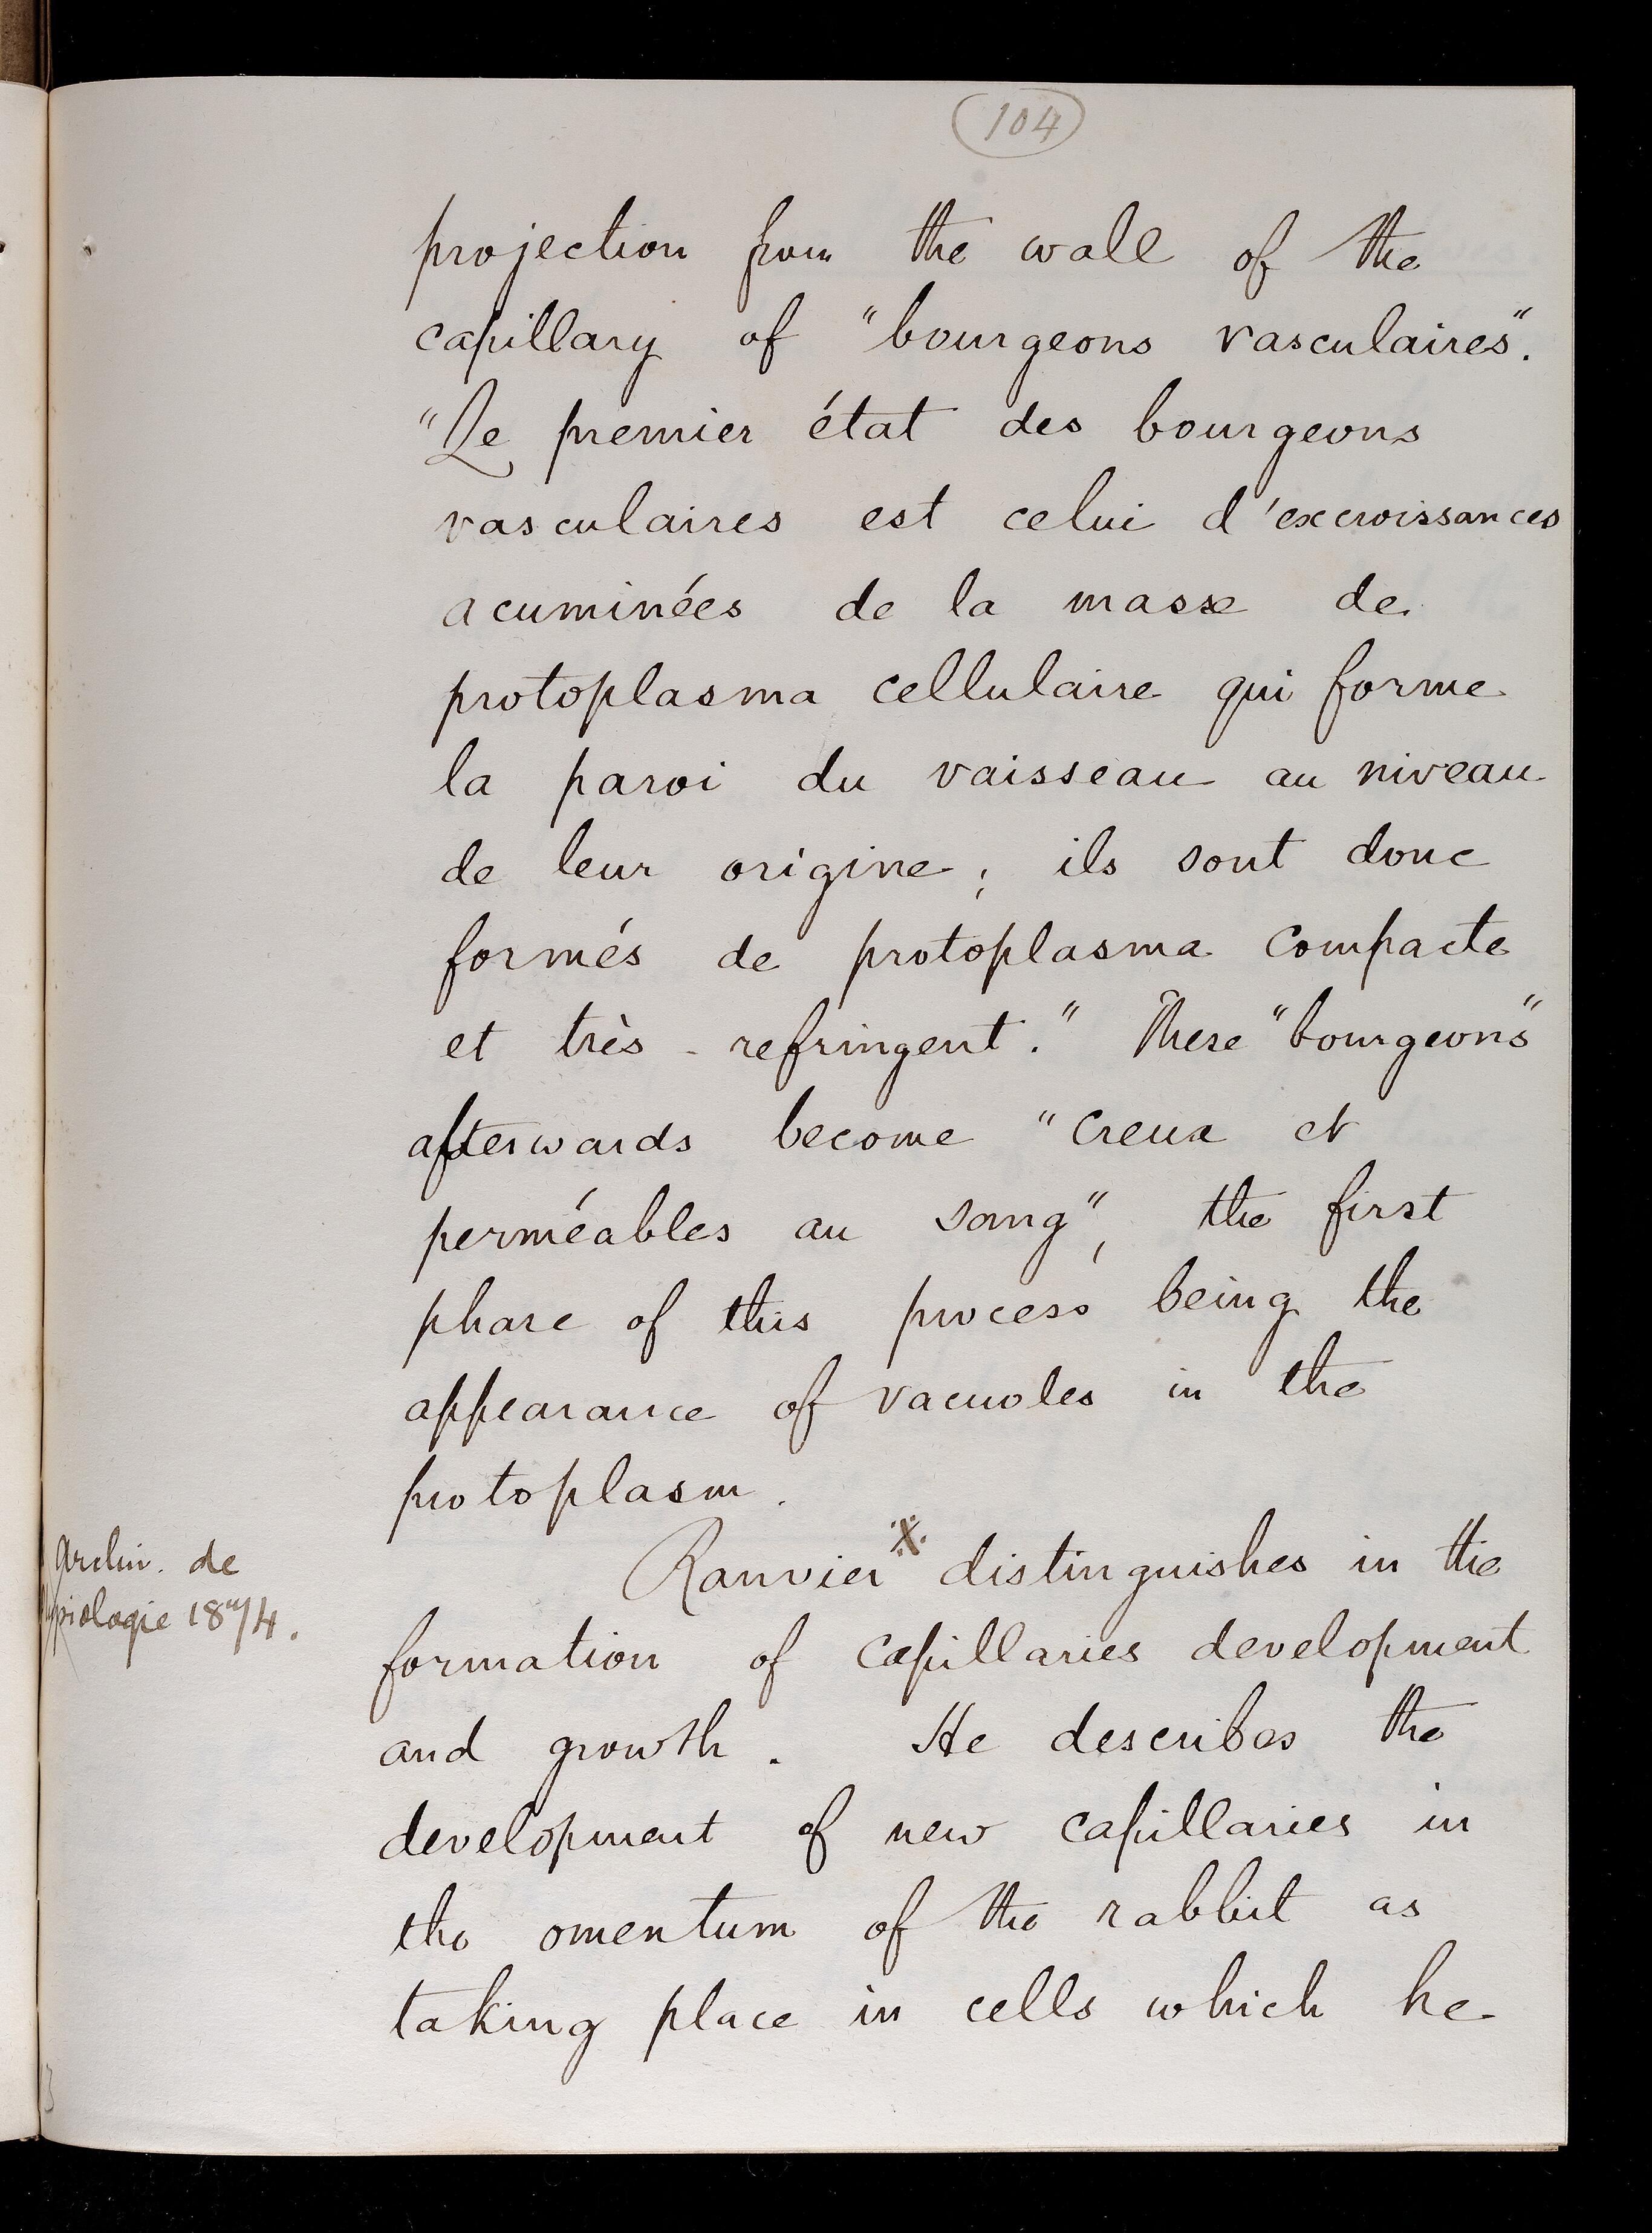 104
projection from the wall of the
capillary of "bourgeons vasculaires".
"Le premier état des bourgeons
vasculaires est celui d'excroissances
acuminées de la masse de
protoplasma cellulaire qui forme
la paroi du vaisseau au niveau
de leur origine; ils sont donc
formés de protoplasma compacte
et très-refringent." These "bourgeons"
afterwards become "creux et
perméables au sang", the first
phase of this process being the
appearance of vacuoles in the
protoplasm.
Archiv. de
1874.
Ranvier x distinguishes in the
formation of capillaries development
and growth. He describes the
development of new capillaries in
the omentum of the rabbit as
taking place in cells which he